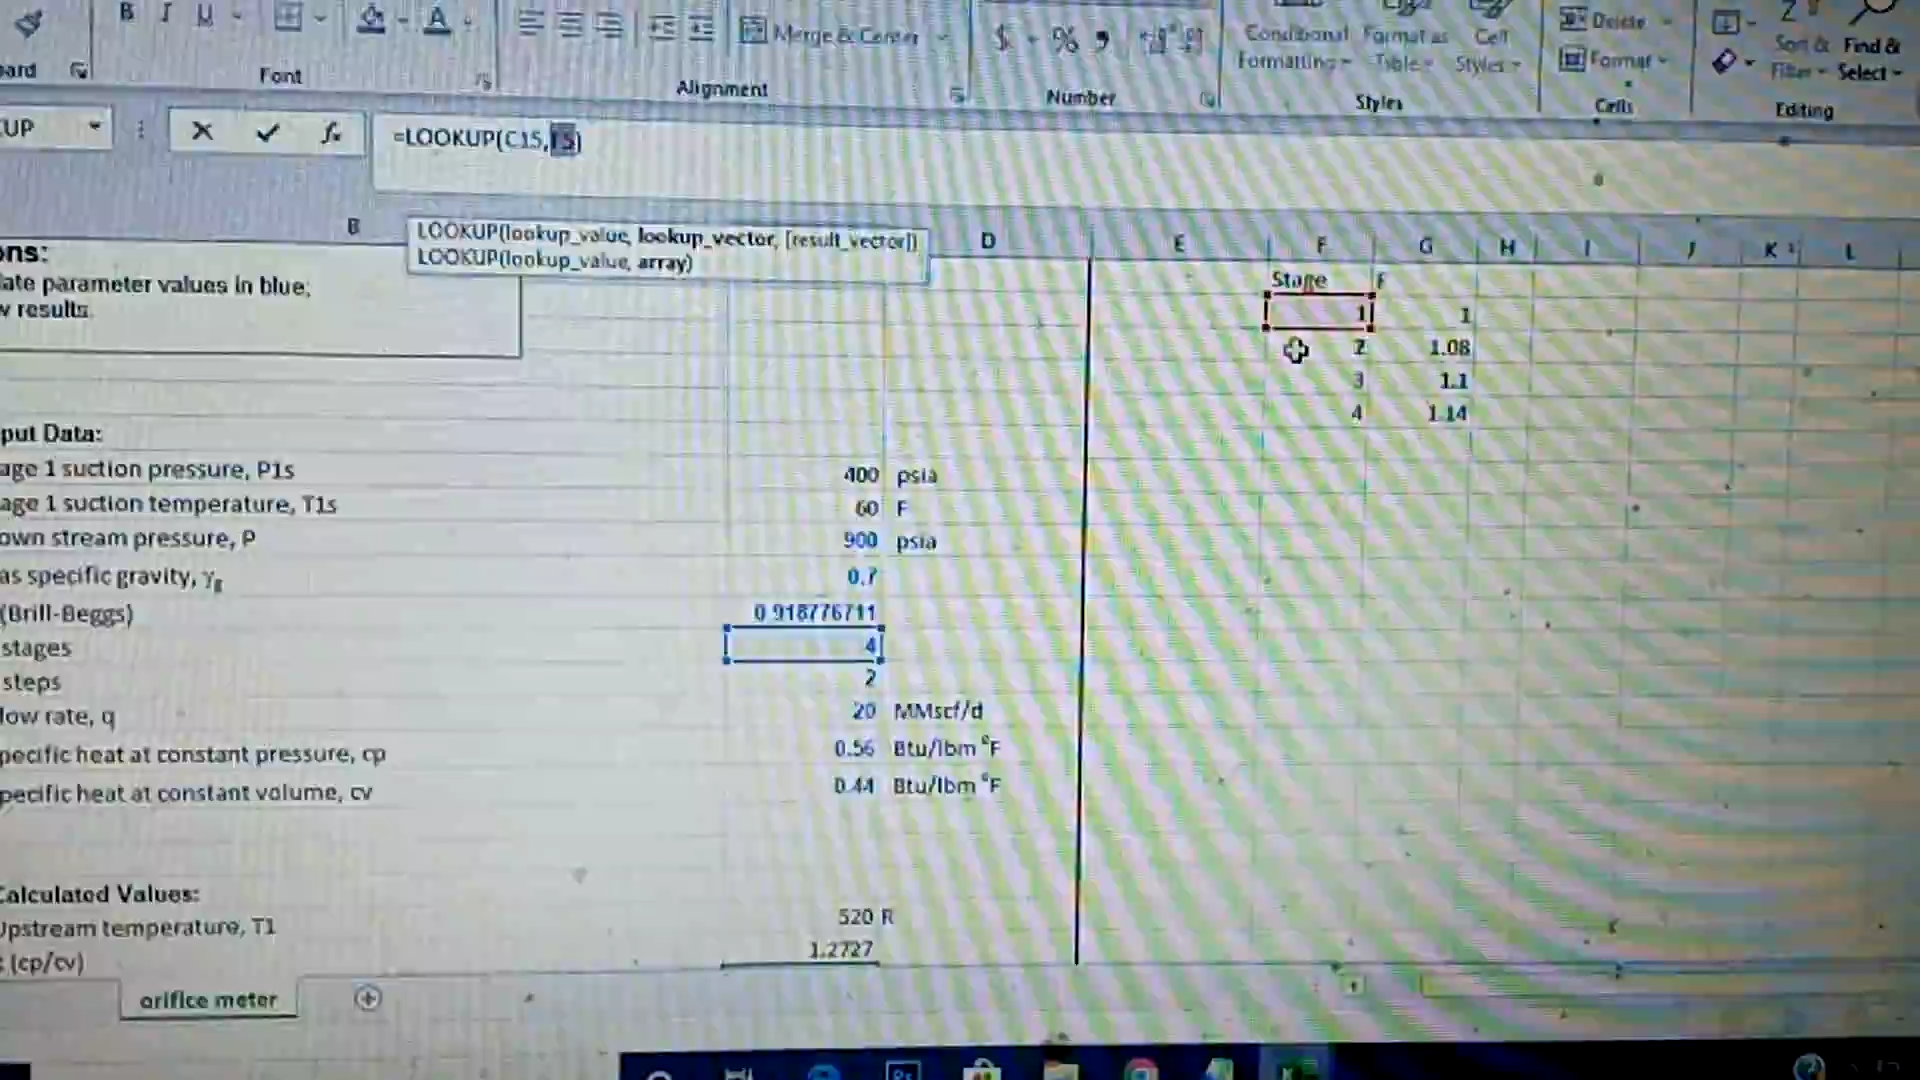 B I U
Merge & Center
$ % ,
Conditional Format as Cell
Formatting Table Styles
Delete
Format
Sort & Find &
Filter Select
ard
Font
Alignment
Number
Styles
Cells
Editing
UP
fx
=LOOKUP(C15,
LOOKUP(lookup_value, lookup_vector, [result_vector])
LOOKUP(lookup_value, array)
B D E F G H I J K L
ons:
ate parameter values in blue;
results
Stage F
1 1
2 1.08
3 1.1
4 1.14
put Data:
age 1 suction pressure, P1s 400 psia
age 1 suction temperature, T1s 60 F
own stream pressure, P 900 psia
as specific gravity, γg 0.7
(Brill-Beggs) 0.918776711
stages 4
steps 2
low rate, q 20 MMscf/d
pecific heat at constant pressure, cp 0.56 Btu/lbm °F
pecific heat at constant volume, cv 0.44 Btu/lbm °F
Calculated Values:
Upstream temperature, T1 520 R
(cp/cv) 1.2727
orifice meter
Ps